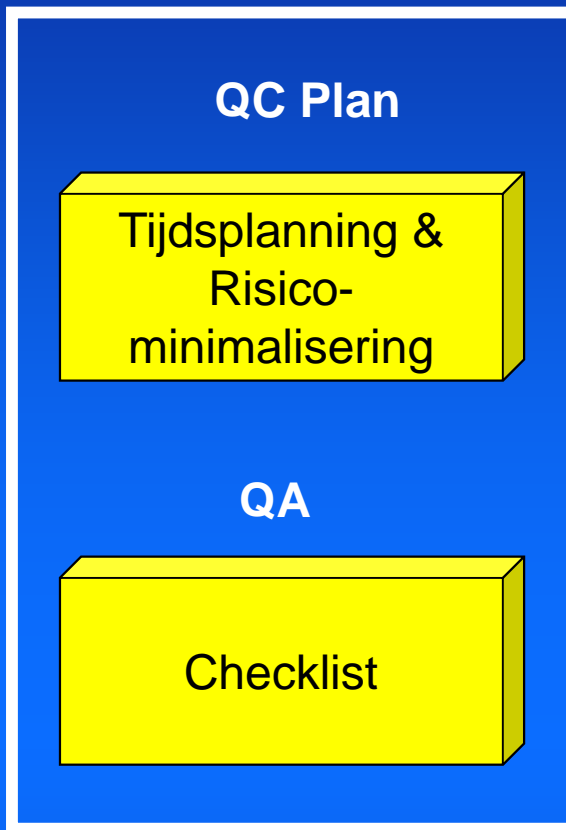 QC Plan
Tijdsplanning &
Risico-
minimalisering
QA
Checklist